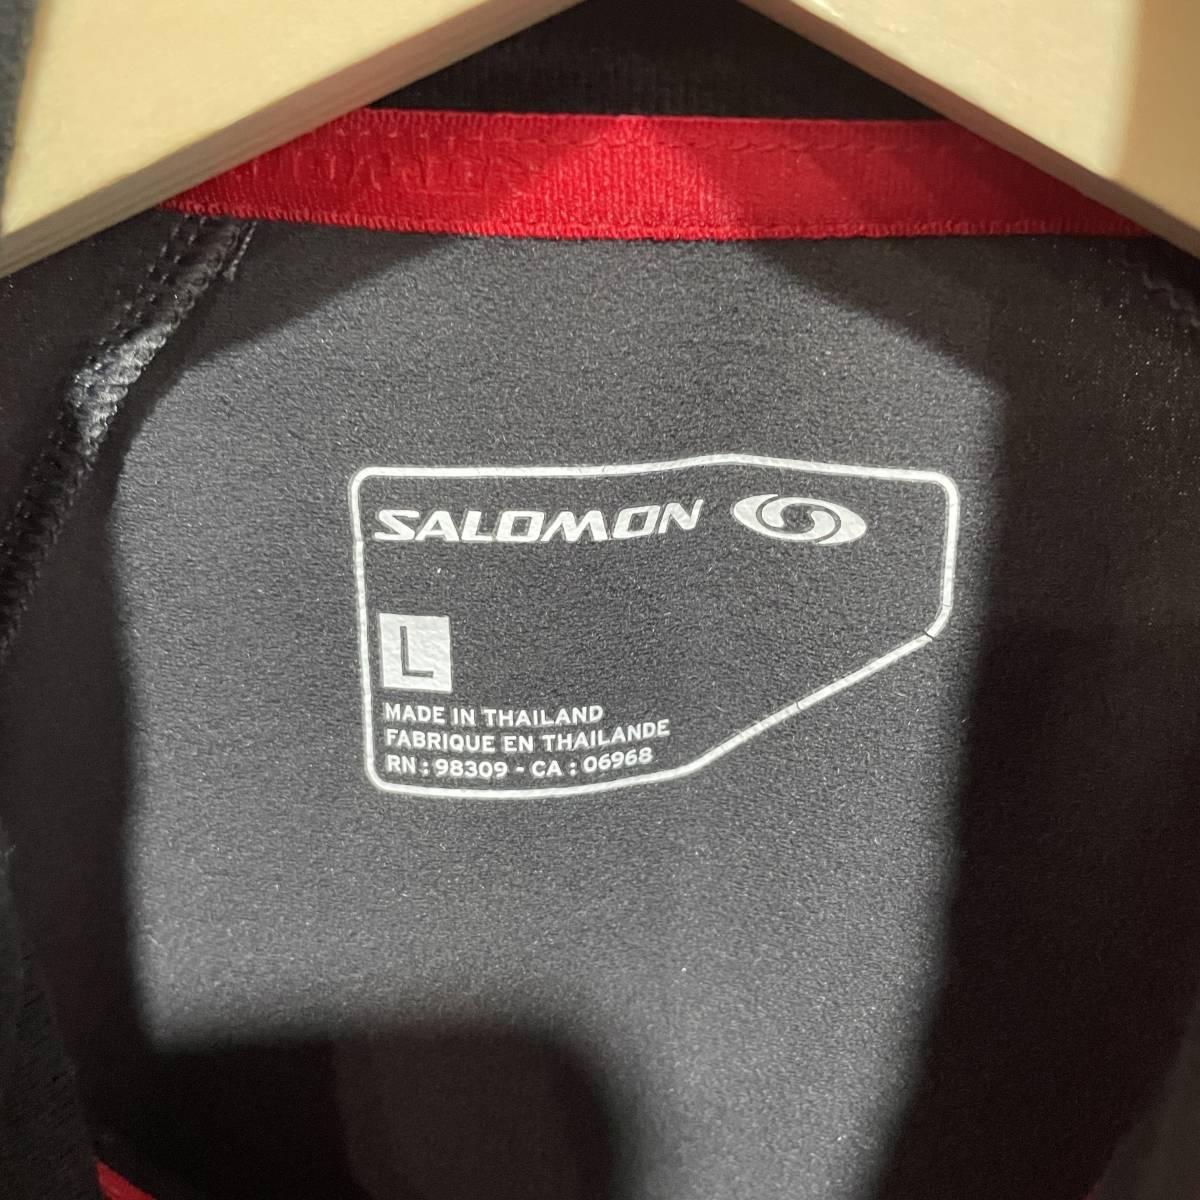 SALOMON
L
MADE IN THAILAND
FABRIQUE EN THAILANDE
RN : 98309 - CA : 06968